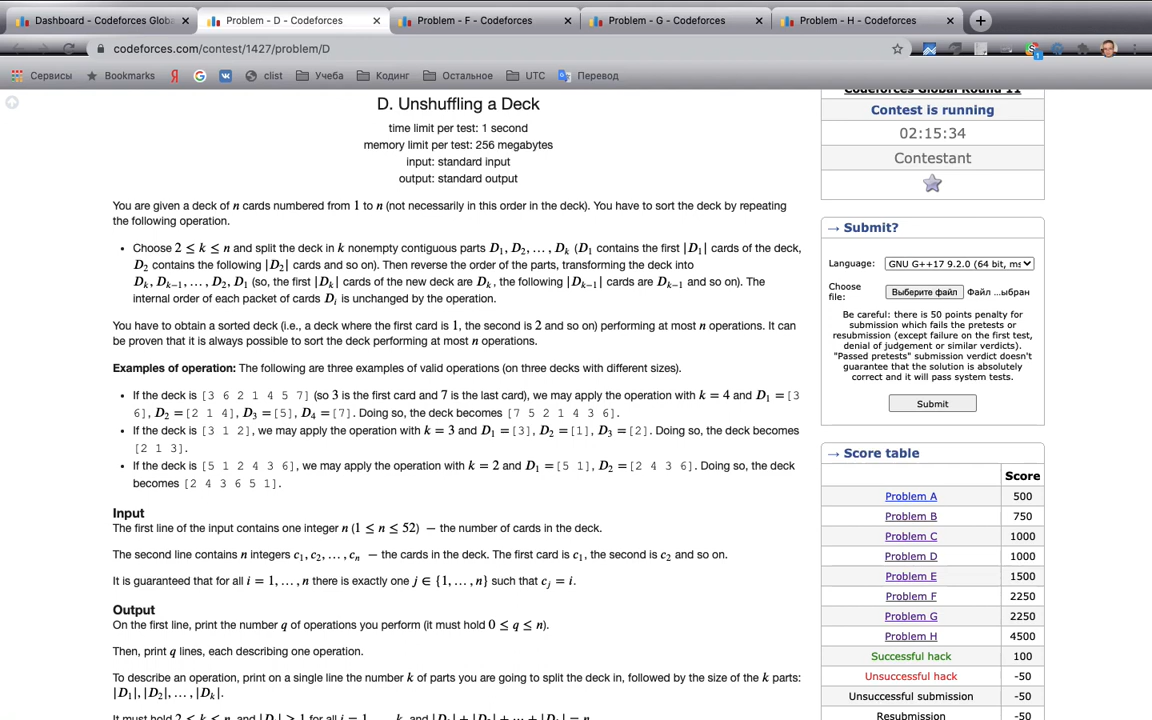 Dashboard - Codeforces Globa
Problem - D - Codeforces
Problem - F - Codeforces
Problem - G - Codeforces
Problem - H - Codeforces
codeforces.com/contest/1427/problem/D
Сервисы
Bookmarks
clist
Учеба
Кодинг
Остальное
UTC
Перевод
D. Unshuffling a Deck
time limit per test: 1 second
memory limit per test: 256 megabytes
input: standard input
output: standard output
You are given a deck of n cards numbered from 1 to n (not necessarily in this order in the deck). You have to sort the deck by repeating
the following operation.
• Choose 2 ≤ k ≤ n and split the deck in k nonempty contiguous parts D1, D2, …, Dk (D1 contains the first |D1| cards of the deck,
D2 contains the following |D2| cards and so on). Then reverse the order of the parts, transforming the deck into
Dk, Dk−1, …, D2, D1 (so, the first |Dk| cards of the new deck are Dk, the following |Dk−1| cards are Dk−1 and so on). The
internal order of each packet of cards Di is unchanged by the operation.
You have to obtain a sorted deck (i.e., a deck where the first card is 1, the second is 2 and so on) performing at most n operations. It can
be proven that it is always possible to sort the deck performing at most n operations.
Examples of operation: The following are three examples of valid operations (on three decks with different sizes).
• If the deck is [3 6 2 1 4 5 7] (so 3 is the first card and 7 is the last card), we may apply the operation with k = 4 and D1 =[3
6], D2 =[2 1 4], D3 =[5], D4 =[7]. Doing so, the deck becomes [7 5 2 1 4 3 6].
• If the deck is [3 1 2], we may apply the operation with k = 3 and D1 =[3], D2 =[1], D3 =[2]. Doing so, the deck becomes
[2 1 3].
• If the deck is [5 1 2 4 3 6], we may apply the operation with k = 2 and D1 =[5 1], D2 =[2 4 3 6]. Doing so, the deck
becomes [2 4 3 6 5 1].
Input
The first line of the input contains one integer n (1 ≤ n ≤ 52) — the number of cards in the deck.
The second line contains n integers c1, c2, …, cn — the cards in the deck. The first card is c1, the second is c2 and so on.
It is guaranteed that for all i = 1, …, n there is exactly one j ∈ {1, …, n} such that cj = i.
Output
On the first line, print the number q of operations you perform (it must hold 0 ≤ q ≤ n).
Then, print q lines, each describing one operation.
To describe an operation, print on a single line the number k of parts you are going to split the deck in, followed by the size of the k parts:
|D1|, |D2|, …, |Dk|.
It must hold 2 ≤ k ≤ n, and |Di| ≥ 1 for all i = 1, …, k, and |D1| + |D2| + ⋯ + |Dk| = n.
Codeforces Global Round 11
Contest is running
02:15:34
Contestant
→ Submit?
Language: GNU G++17 9.2.0 (64 bit, ms
Choose file: Выберите файл Файл ...ыбран
Be careful: there is 50 points penalty for
submission which fails the pretests or
resubmission (except failure on the first test,
denial of judgement or similar verdicts).
"Passed pretests" submission verdict doesn't
guarantee that the solution is absolutely
correct and it will pass system tests.
Submit
→ Score table
Score
Problem A 500
Problem B 750
Problem C 1000
Problem D 1000
Problem E 1500
Problem F 2250
Problem G 2250
Problem H 4500
Successful hack 100
Unsuccessful hack -50
Unsuccessful submission -50
Resubmission -50